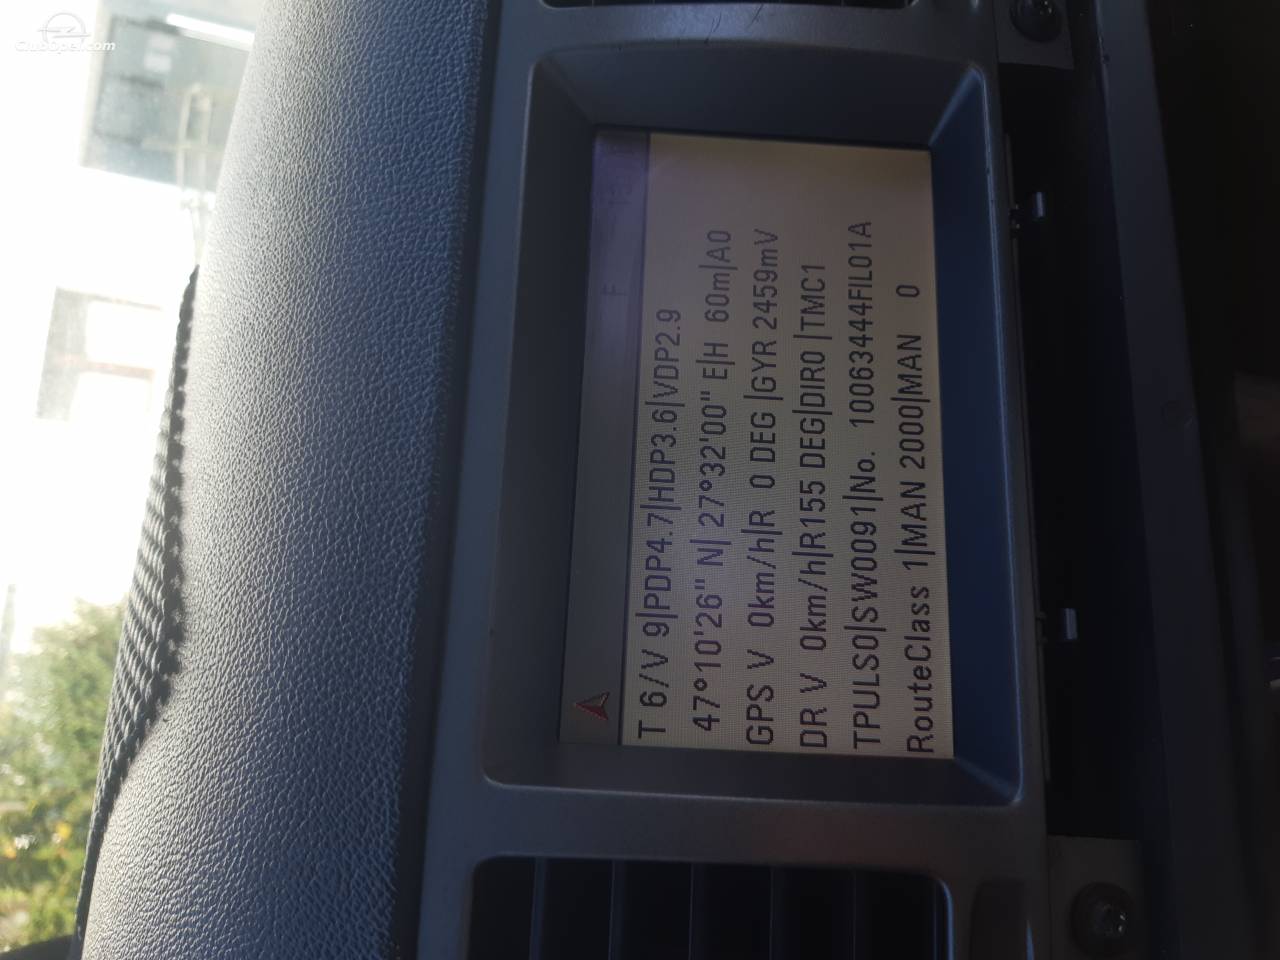 ClubOpel.com
F
T 6/V 9|PDP4.7|HDP3.6|VDP2.9
47°10'26" N| 27°32'00" E|H 60m|A0
GPS V 0km/h|R 0 DEG |GYR 2459mV
DR V 0km/h|R155 DEG|DIR0 |TMC1
TPULS0|SW0091|No. 10063444FIL01A
RouteClass 1|MAN 2000|MAN 0